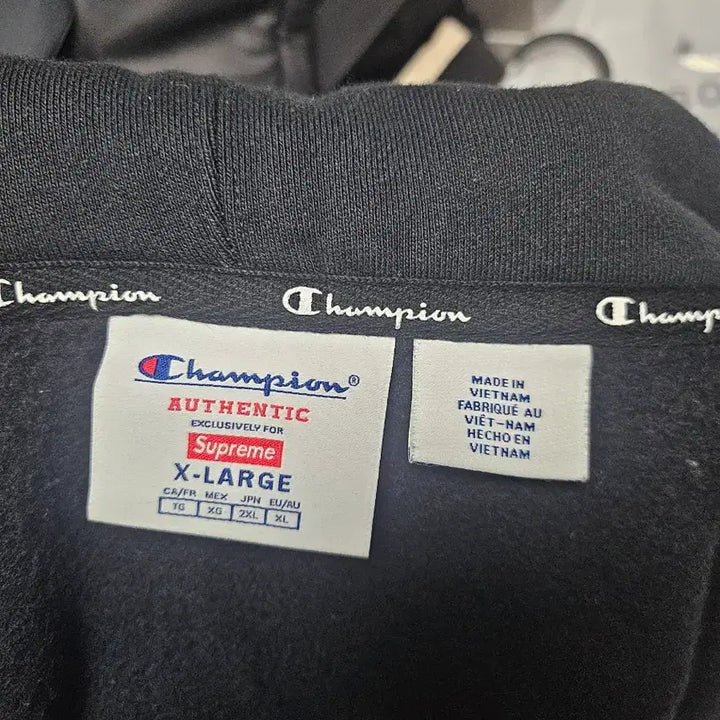 Champion Champion Champ
Champion®
AUTHENTIC
EXCLUSIVELY FOR
Supreme
X-LARGE
CA/FR MEX JPN EU/AU
TG XG 2XL XL
MADE IN
VIETNAM
FABRIQUÉ AU
VIÊT-NAM
HECHO EN
VIETNAM